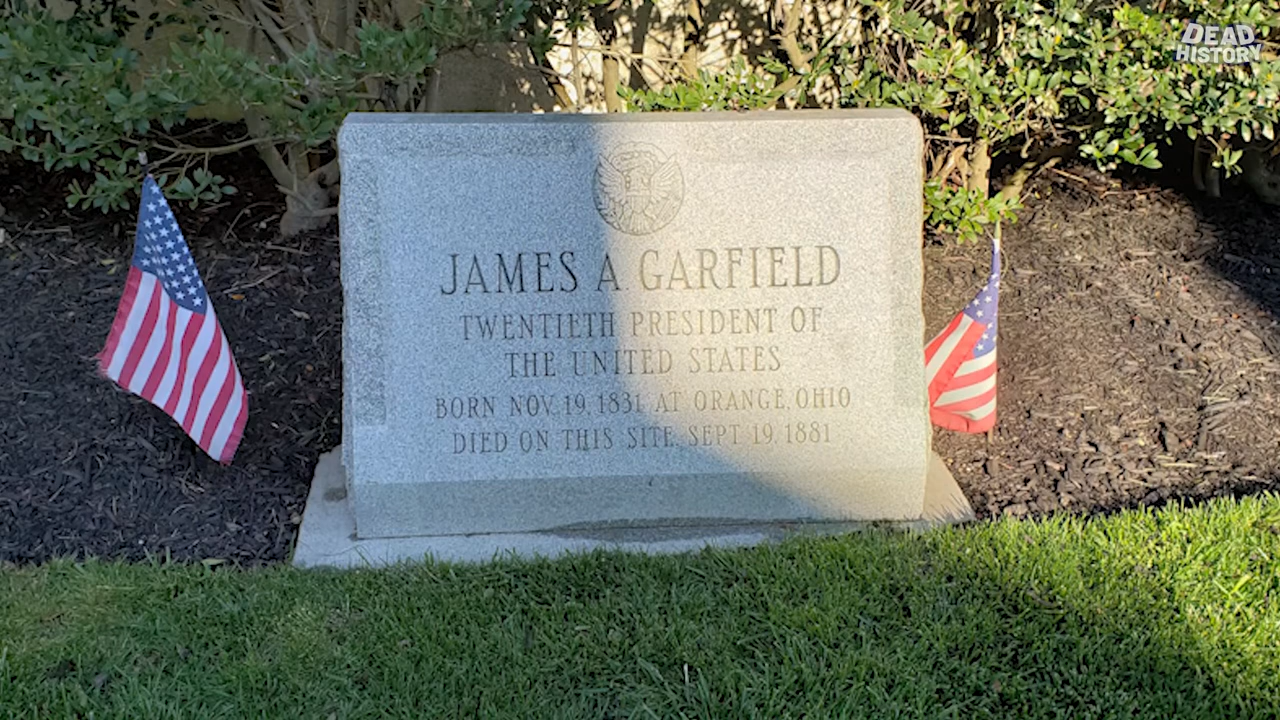 DEAD
HISTORY
JAMES A GARFIELD
TWENTIETH PRESIDENT OF
THE UNITED STATES
BORN NOV. 19, 1831 AT ORANGE, OHIO
DIED ON THIS SITE, SEPT 19, 1881